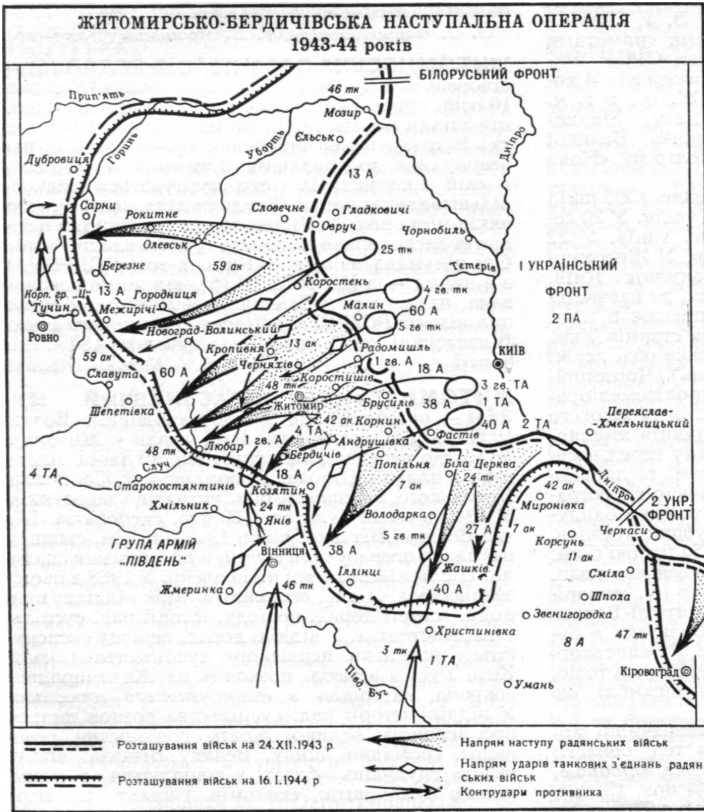 ЖИТОМИРСЬКО-БЕРДИЧІВСЬКА НАСТУПАЛЬНА ОПЕРАЦІЯ
1943-44 років
БІЛОРУСЬКИЙ ФРОНТ
46 тк
Прип'ять
Мозир
Горинь
Уборть
Єльсько
Дніпро
Дубровиця
13 А
Сарни
Словечне
Гладковичі
Рокитне
Овруч
Чорнобиль
Олевськ
25 тк
Березне
59 ак
Тетерів
1 УКРАЇНСЬКИЙ
ФРОНТ
Корп. гр. "Ц"
13 А
Городниця
Коростень
4 гв. тк
Тучин
Межирічі
Малин
60 А
2 ПА
Новоград-Волинський
5 гв. тк
РОВНО
Кропивня
13 ак
Радомишль
КИЇВ
59 ак
Черняхів
1 гв. А
18 А
Славута
60 А
48 тк
Коростишів
3 гв. ТА
Шепетівка
Житомир
Брусилів
38 А
1 ТА
42 ак
Корнин
40 А
2 ТА
Переяслав-
Хмельницький
48 тк
Любар
1 гв. А
4 ТА
Андрушівка
Фастів
Случ
Бердичів
Попільня
Біла Церква
Дніпро
4 ТА
18 А
7 ак
24 тк
42 ак
2 УКР
ФРОНТ
Старокостянтинів
Козятин
Миронівка
Хмільник
24 тк
Володарка
27 А
7 ак
Черкаси
Янів
5 гв. тк
Корсунь
ГРУПА АРМІЙ
"ПІВДЕНЬ"
Вінниця
38 А
11 ак
Іллінці
Жашків
Сміла
46 тк
40 А
Шпола
Жмеринка
Звенигородка
Христинівка
8 А
47 тк
3 тк
1 ТА
Кіровоград
Півд. Буг
Умань
Розташування військ на 24.XII.1943 р.
Напрям наступу радянських військ
Розташування військ на 16.I.1944 р.
Напрям ударів танкових з'єднань радян
ських військ
Контрудари противника